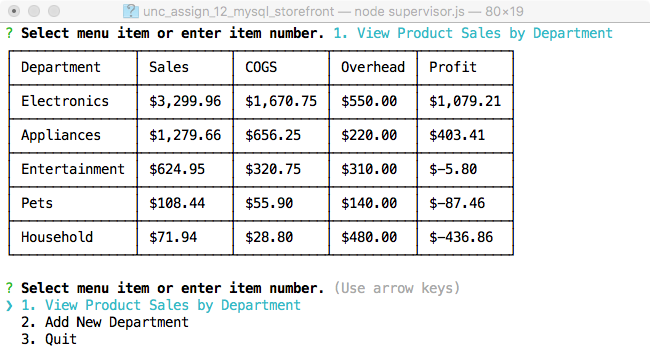 unc_assign_12_mysql_storefront — node supervisor.js — 80×19
? Select menu item or enter item number. 1. View Product Sales by Department
Department Sales COGS Overhead Profit
Electronics $3,299.96 $1,670.75 $550.00 $1,079.21
Appliances $1,279.66 $656.25 $220.00 $403.41
Entertainment $624.95 $320.75 $310.00 $-5.80
Pets $108.44 $55.90 $140.00 $-87.46
Household $71.94 $28.80 $480.00 $-436.86
? Select menu item or enter item number. (Use arrow keys)
❯ 1. View Product Sales by Department
2. Add New Department
3. Quit